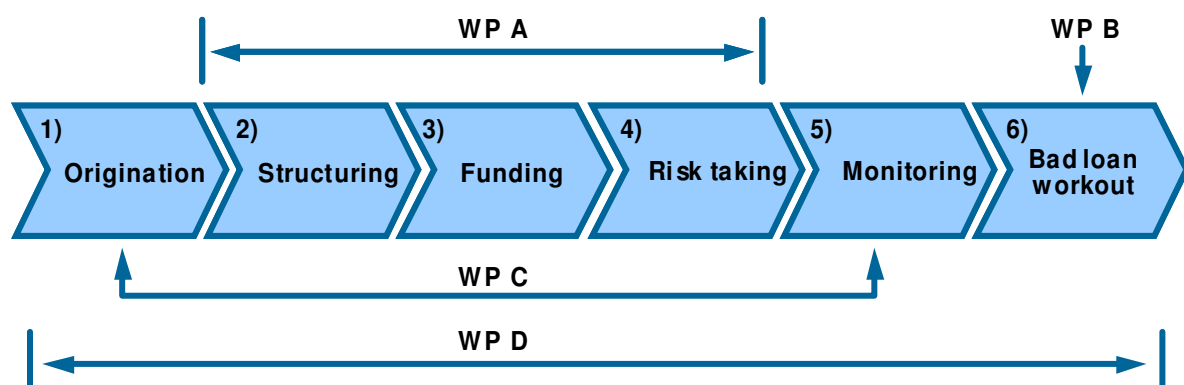 WP A
WP B
1)
Origination
2)
Structuring
3)
Funding
4)
Risk taking
5)
Monitoring
6)
Bad loan
workout
WP C
WP D